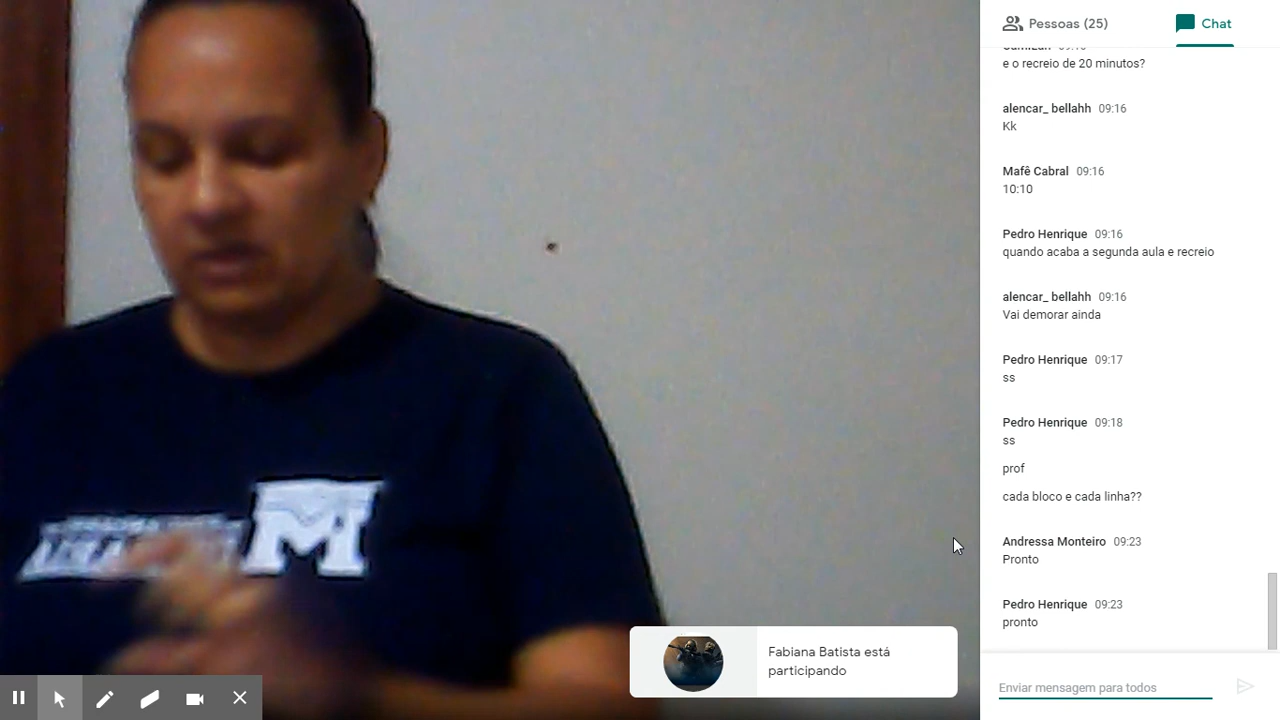 Pessoas (25)
Chat
09:16
e o recreio de 20 minutos?
alencar_ bellahh 09:16
Kk
Mafê Cabral 09:16
10:10
Pedro Henrique 09:16
quando acaba a segunda aula e recreio
alencar_ bellahh 09:16
Vai demorar ainda
Pedro Henrique 09:17
ss
Pedro Henrique 09:18
ss
prof
cada bloco e cada linha??
Andressa Monteiro 09:23
Pronto
Pedro Henrique 09:23
pronto
Enviar mensagem para todos
Fabiana Batista está
participando
M